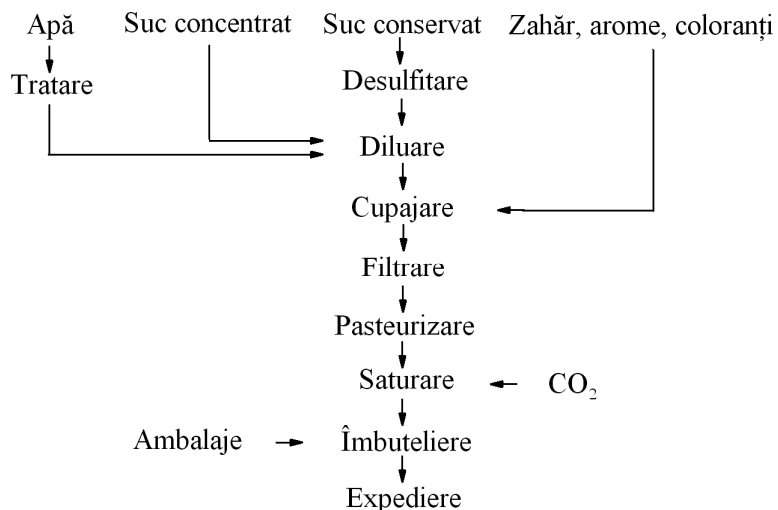 Apă Suc concentrat Suc conservat Zahăr, arome, coloranți
Tratare Desulfitare
Diluare
Cupajare
Filtrare
Pasteurizare
Saturare CO₂
Ambalaje Îmbuteliere
Expediere